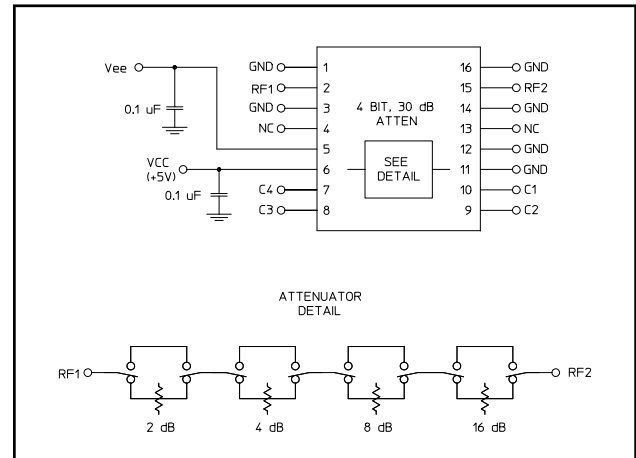 Vee
0.1 uF
VCC
(+5V)
0.1 uF
GND 1
RF1 2
GND 3
NC 4
5
6
C4 7
C3 8
4 BIT, 30 dB
ATTEN
SEE
DETAIL
16 GND
15 RF2
14 GND
13 NC
12 GND
11 GND
10 C1
9 C2
ATTENUATOR
DETAIL
RF1
RF2
2 dB 4 dB 8 dB 16 dB